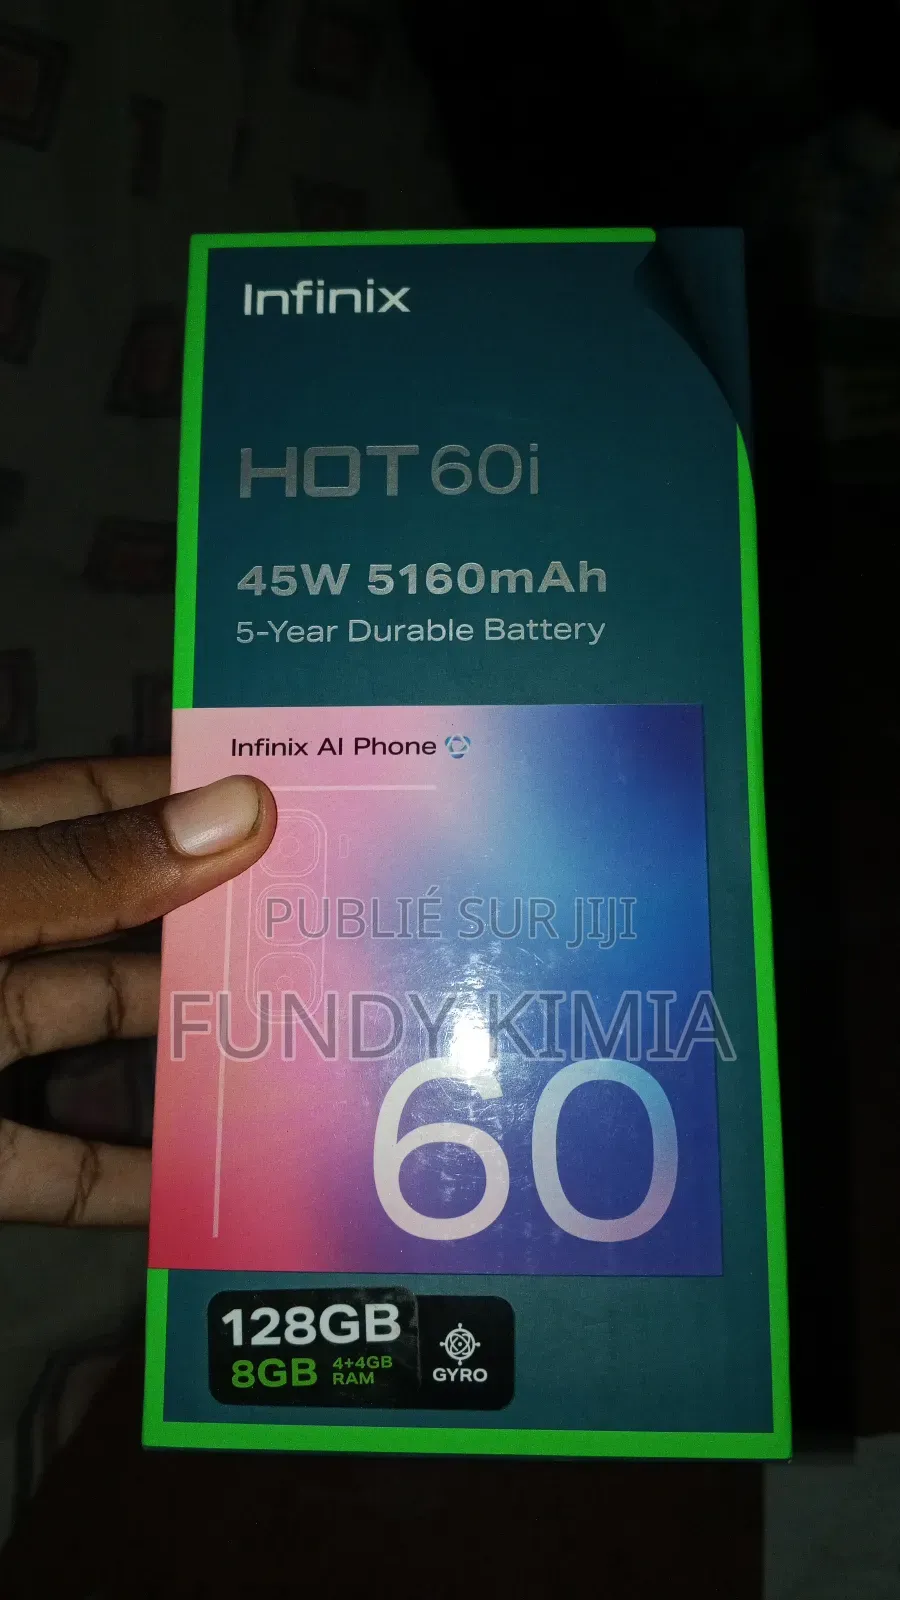 Infinix
HOT 60i
45W 5160mAh
5-Year Durable Battery
Infinix AI Phone
PUBLIÉ SUR JIJI
FUNDY KIMIA
60
128GB
8GB 4+4GB RAM
GYRO